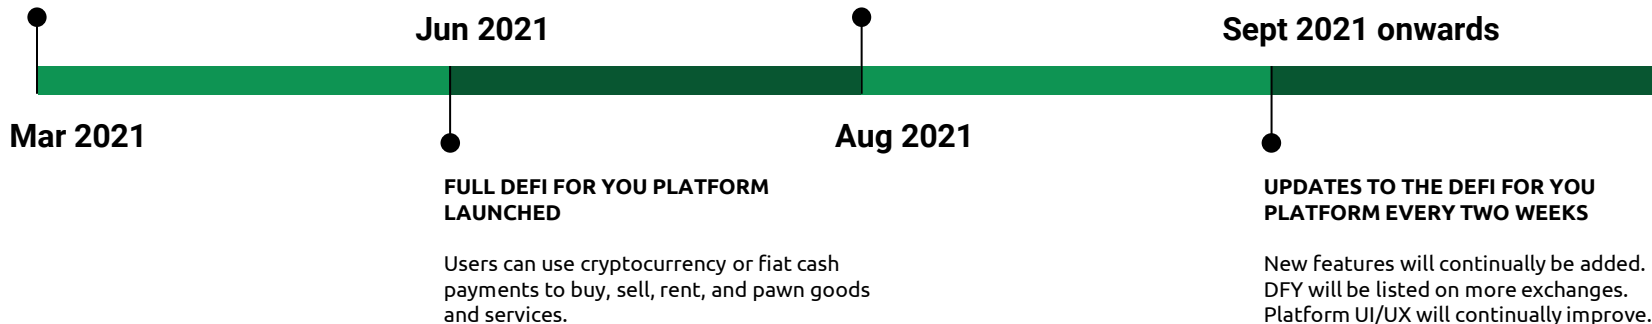 Jun 2021
Sept 2021 onwards
Mar 2021
Aug 2021
FULL DEFI FOR YOU PLATFORM
LAUNCHED
Users can use cryptocurrency or fiat cash
payments to buy, sell, rent, and pawn goods
and services.
UPDATES TO THE DEFI FOR YOU
PLATFORM EVERY TWO WEEKS
New features will continually be added.
DFY will be listed on more exchanges.
Platform UI/UX will continually improve.